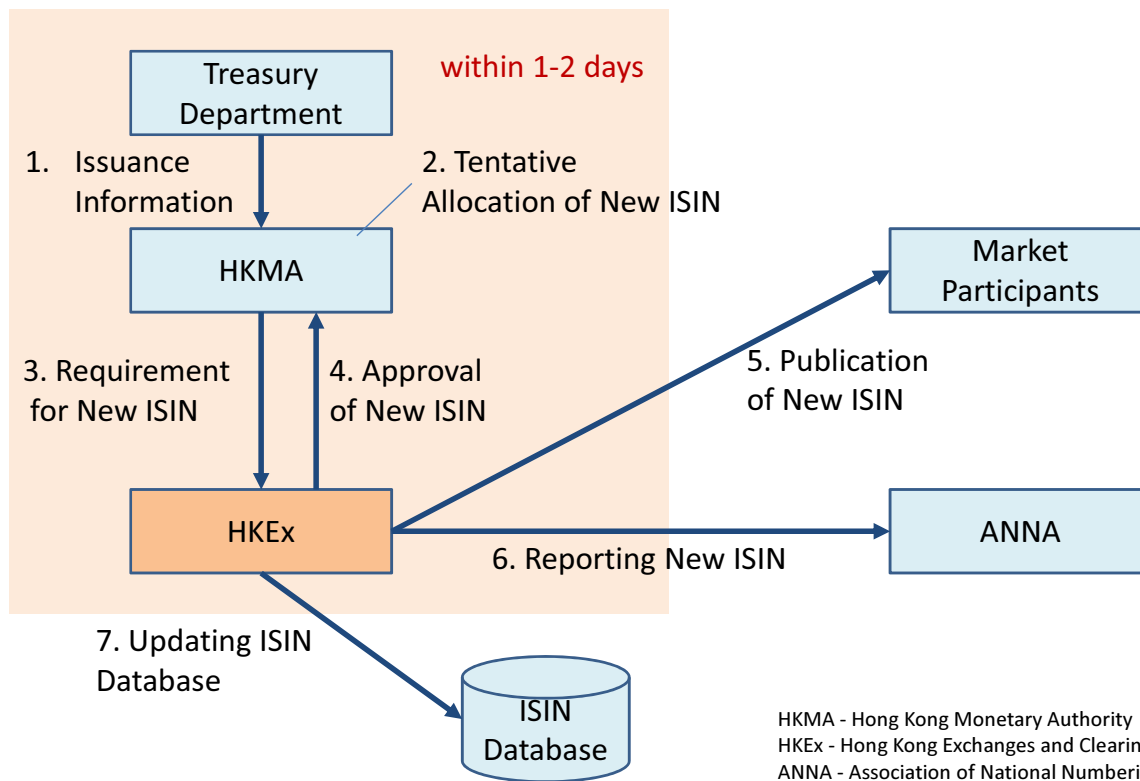 Treasury
Department
within 1-2 days
1. Issuance
Information
2. Tentative
Allocation of New ISIN
HKMA
Market
Participants
3. Requirement
for New ISIN
4. Approval
of New ISIN
5. Publication
of New ISIN
HKEx
6. Reporting New ISIN
ANNA
7. Updating ISIN
Database
ISIN
Database
HKMA - Hong Kong Monetary Authority
HKEx - Hong Kong Exchanges and
ANNA - Association of National